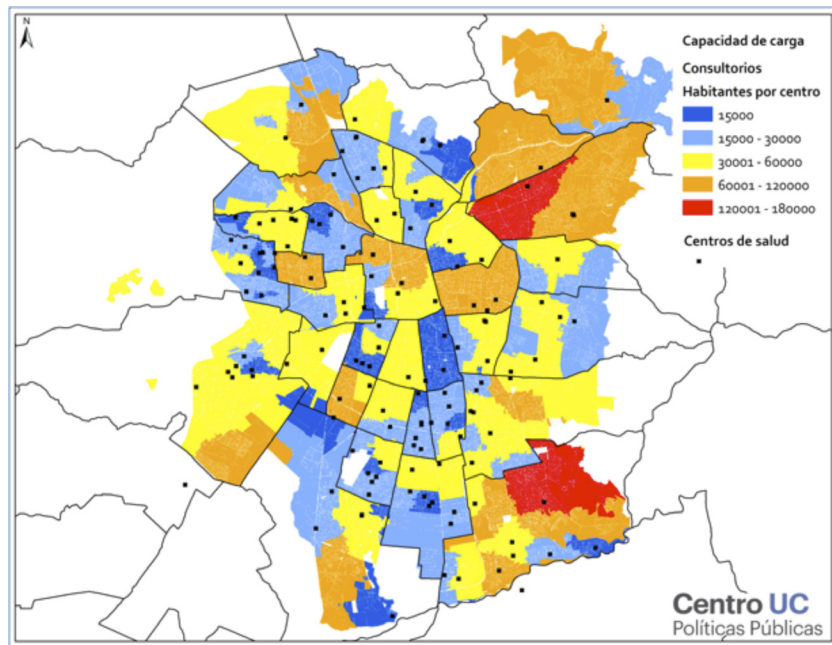 N
Capacidad de carga
Consultorios
Habitantes por centro
15000
15000 - 30000
30001 - 60000
60001 - 120000
120001 - 180000
Centros de salud
Centro UC
Políticas Públicas